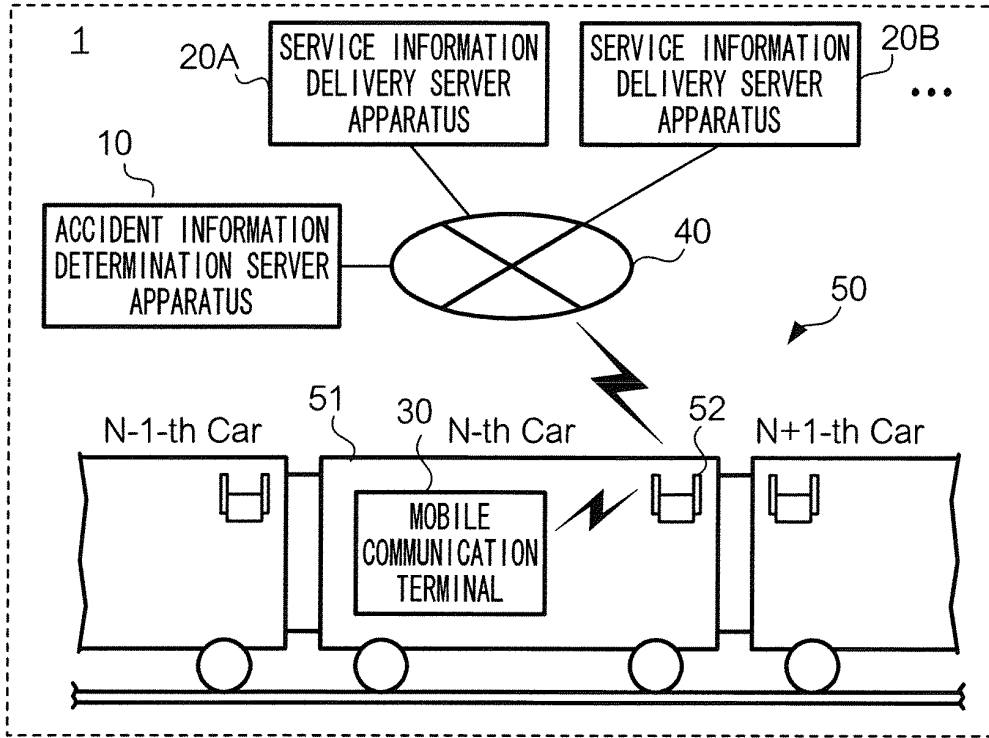 1
20A
SERVICE INFORMATION
DELIVERY SERVER
APPARATUS
SERVICE INFORMATION
DELIVERY SERVER
APPARATUS
20B
...
10
ACCIDENT INFORMATION
DETERMINATION SERVER
APPARATUS
40
50
N-1-th Car
51
30
N-th Car
52
N+1-th Car
MOBILE
COMMUNICATION
TERMINAL